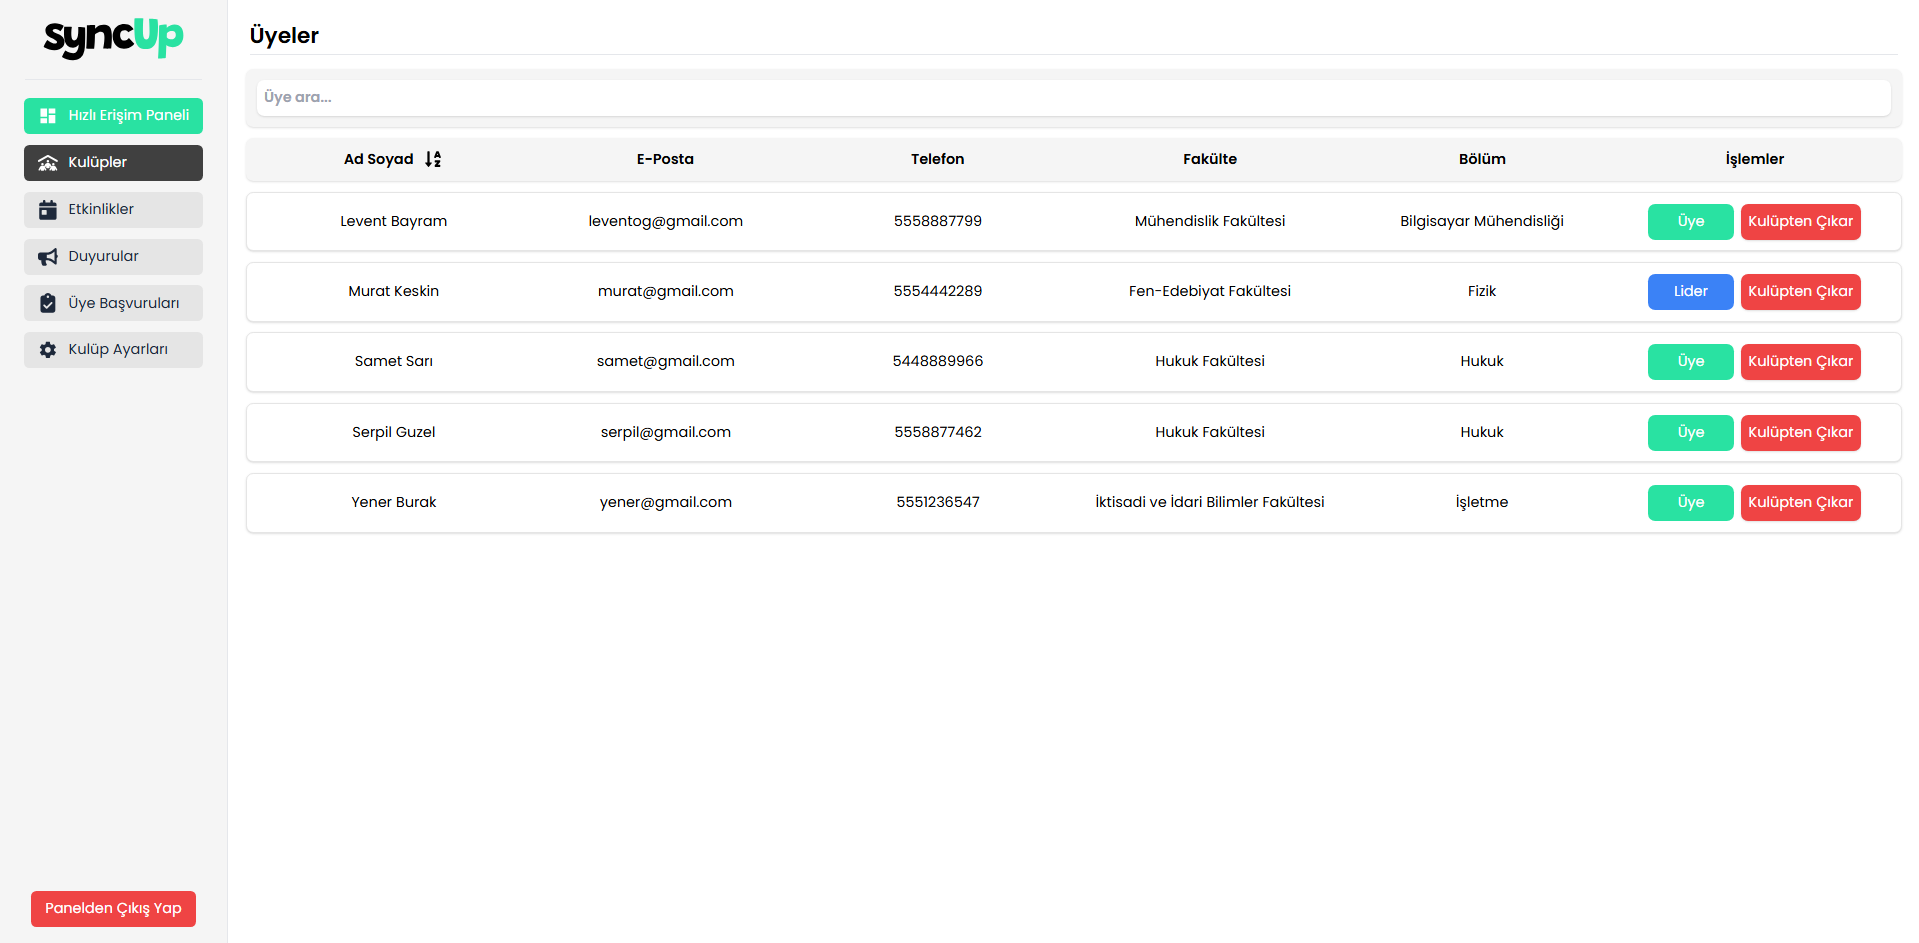 syncUp
Hızlı Erişim Paneli
Kulüpler
Etkinlikler
Duyurular
Üye Başvuruları
Kulüp Ayarları
Panelden Çıkış Yap
Üyeler
Üye ara...
Ad Soyad E-Posta Telefon Fakülte Bölüm İşlemler
Levent Bayram leventog@gmail.com 5558887799 Mühendislik Fakültesi Bilgisayar Mühendisliği Üye Kulüpten Çıkar
Murat Keskin murat@gmail.com 5554442289 Fen-Edebiyat Fakültesi Fizik Lider Kulüpten Çıkar
Samet Sarı samet@gmail.com 5448889966 Hukuk Fakültesi Hukuk Üye Kulüpten Çıkar
Serpil Guzel serpil@gmail.com 5558877462 Hukuk Fakültesi Hukuk Üye Kulüpten Çıkar
Yener Burak yener@gmail.com 5551236547 İktisadi ve İdari Bilimler Fakültesi İşletme Üye Kulüpten Çıkar